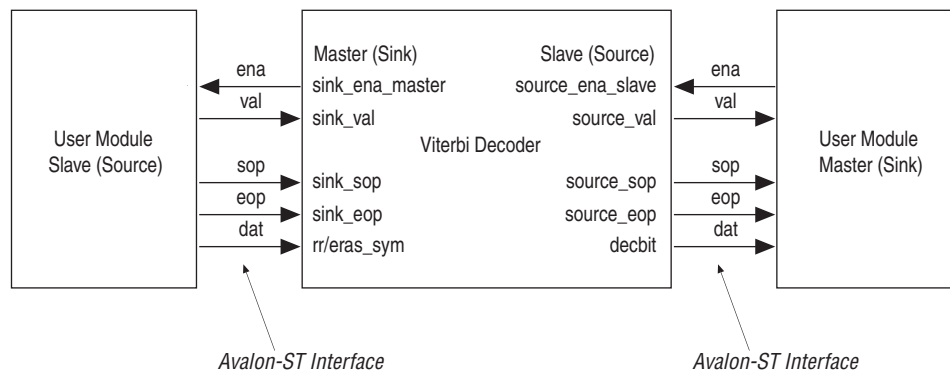 Master (Sink) Slave (Source)
ena sink_ena_master source_ena_slave ena
val sink_val source_val val
User Module
Slave (Source)
Viterbi Decoder
User Module
Master (Sink)
sop sink_sop source_sop sop
eop sink_eop source_eop eop
dat rr/eras_sym decbit dat
Avalon-ST Interface Avalon-ST Interface